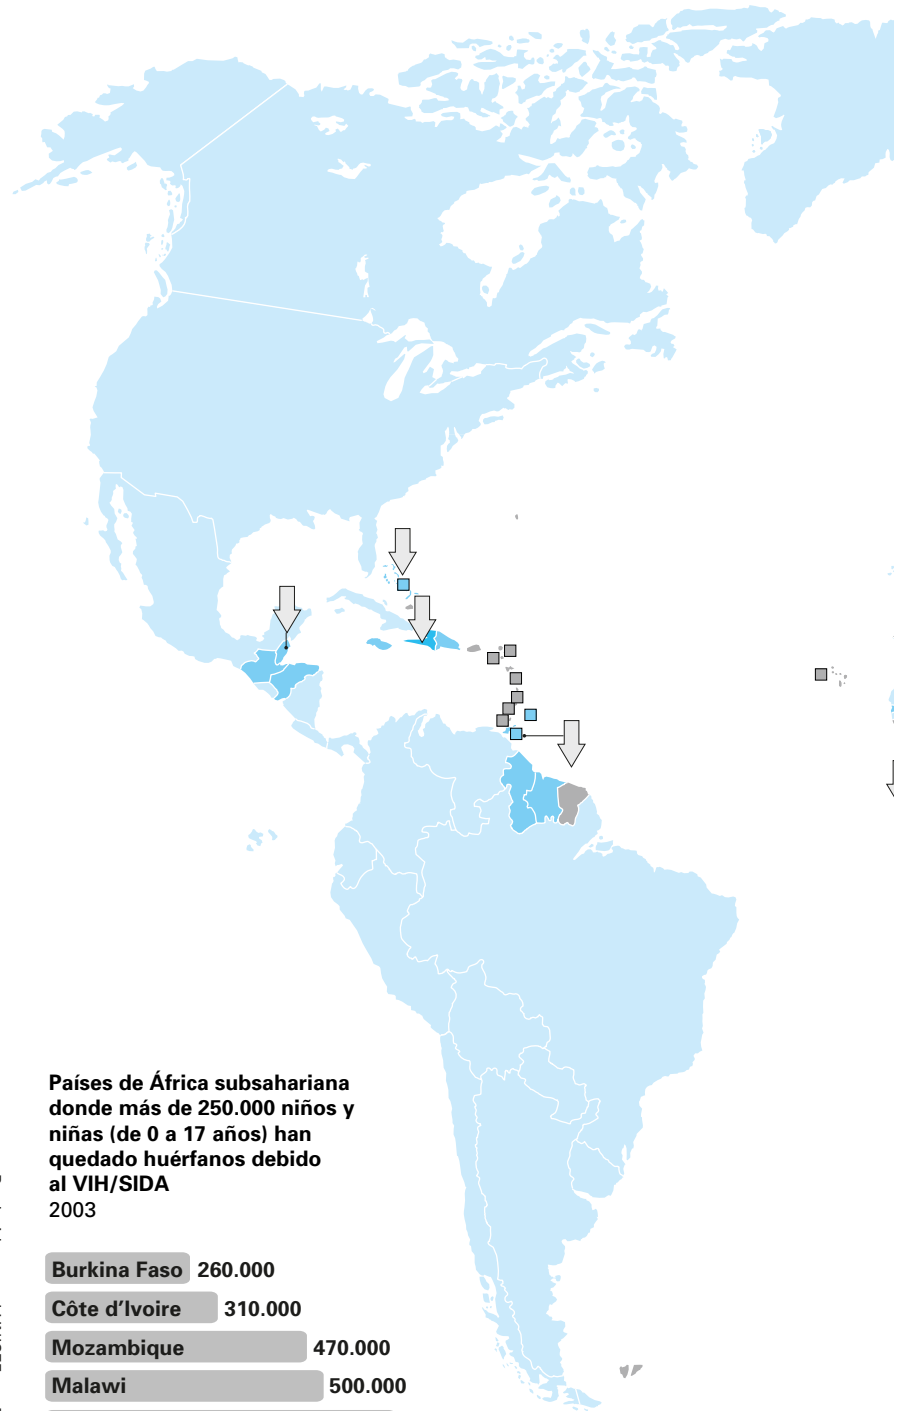 Países de África subsahariana
donde más de 250.000 niños y
niñas (de 0 a 17 años) han
quedado huérfanos debido
al VIH/SIDA
2003
Burkina Faso 260.000
Côte d’Ivoire 310.000
Mozambique 470.000
Malawi 500.000